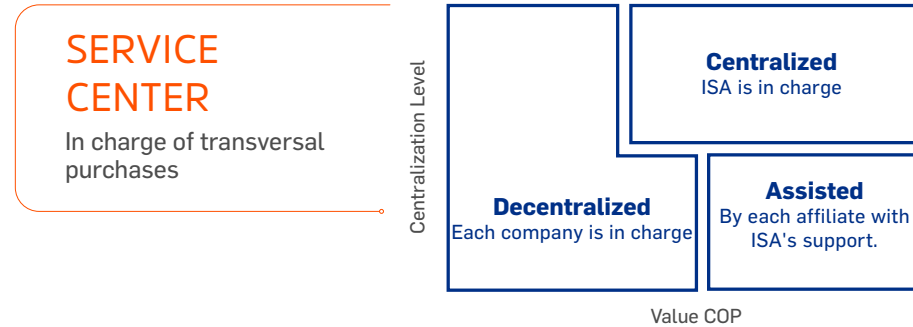 SERVICE
CENTER
In charge of transversal
purchases
Centralization Level
Centralized
ISA is in charge
Decentralized
Each company is in charge
Assisted
By each affiliate with
ISA's support.
Value COP